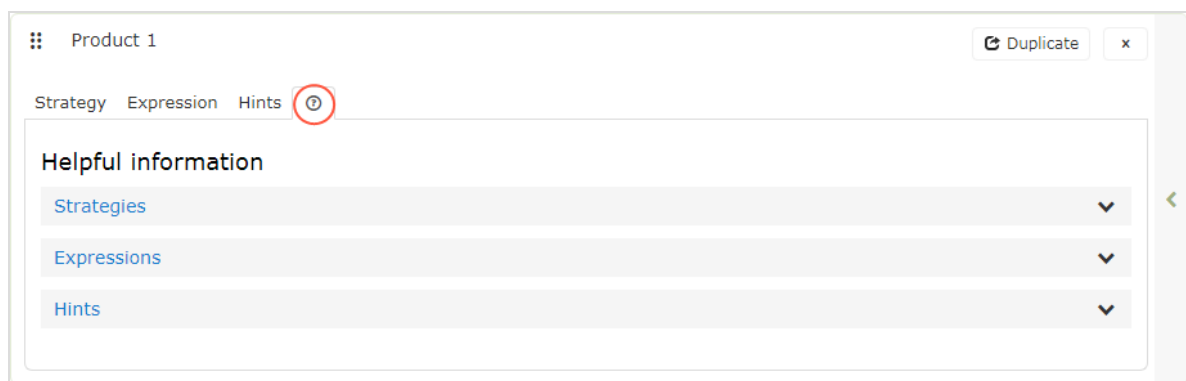 Product 1
Duplicate
x
Strategy Expression Hints ?
Helpful information
Strategies
Expressions
Hints